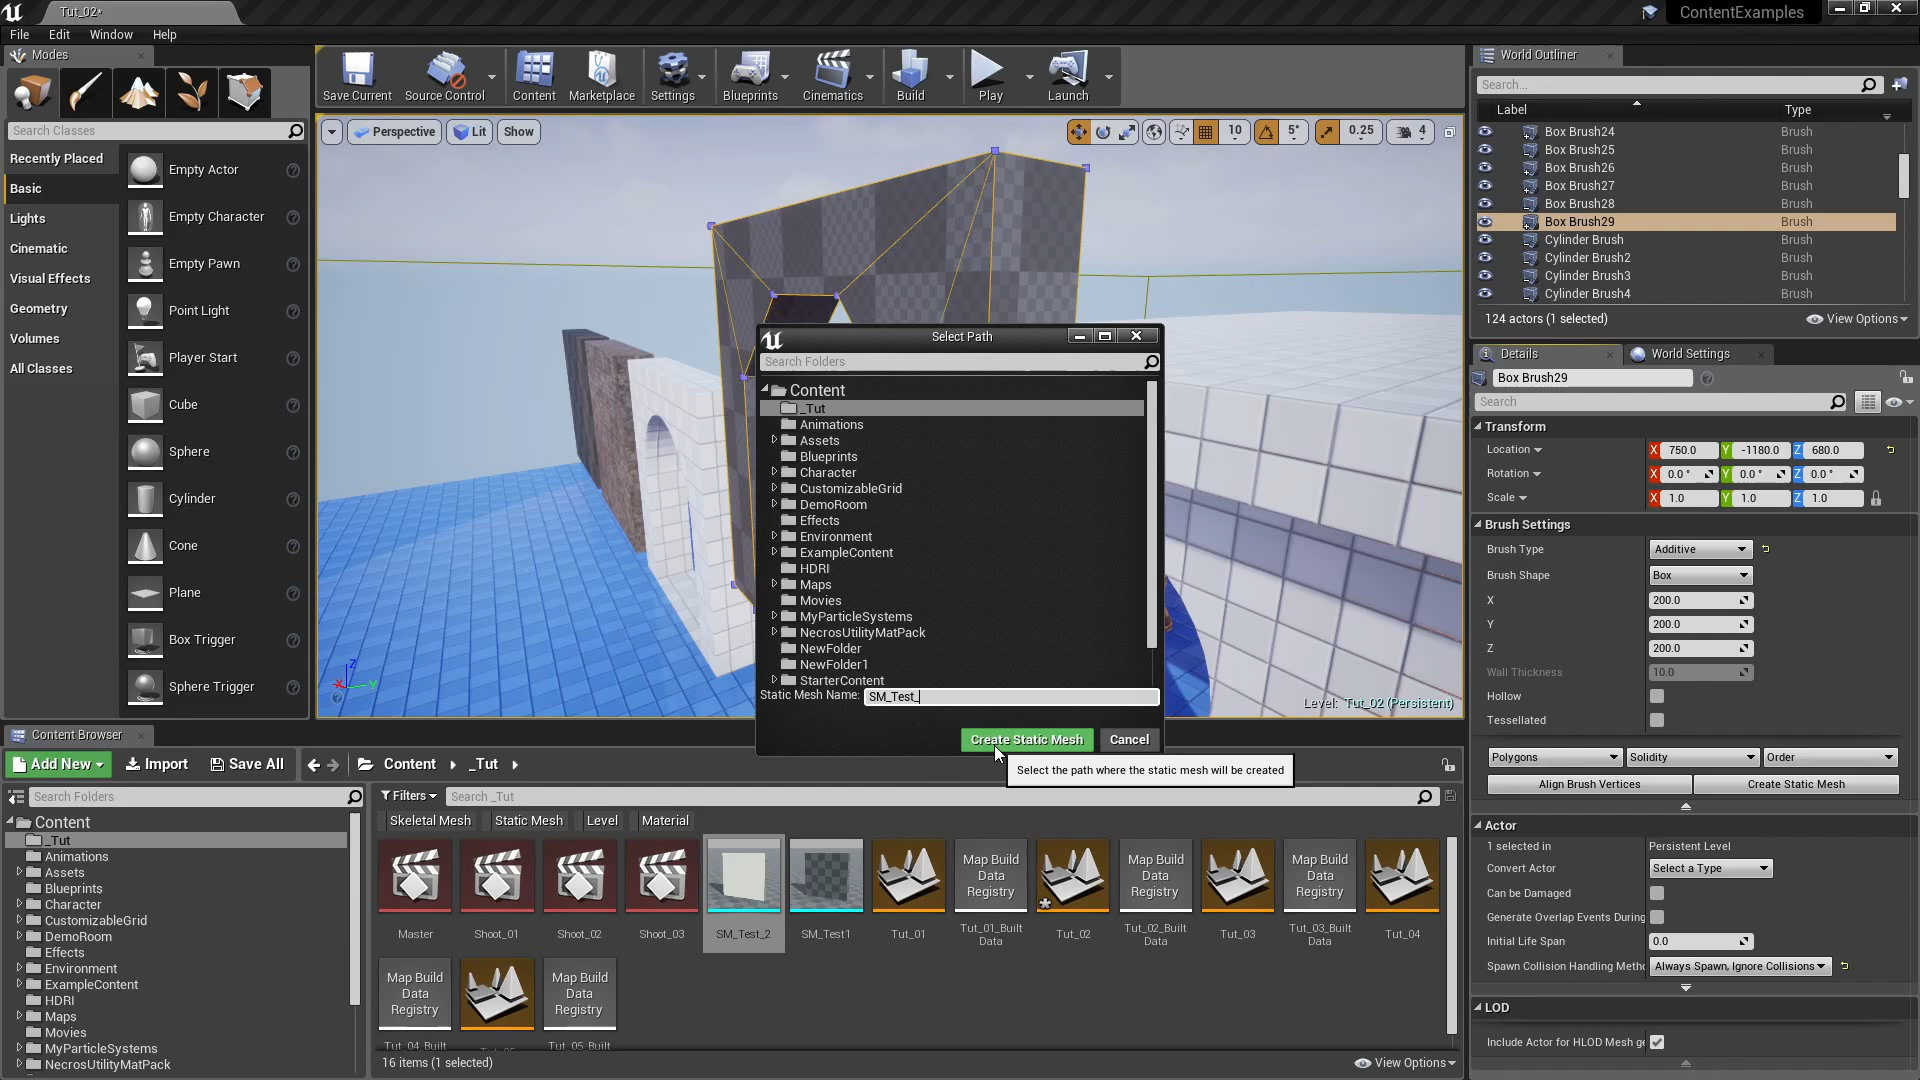 Tut_02*
ContentExamples
File Edit Window Help
Modes
Search Classes
Recently Placed
Basic
Lights
Cinematic
Visual Effects
Geometry
Volumes
All Classes
Empty Actor
Empty Character
Empty Pawn
Point Light
Player Start
Cube
Sphere
Cylinder
Cone
Plane
Box Trigger
Sphere Trigger
Save Current Source Control Content Marketplace Settings Blueprints Cinematics Build Play Launch
Perspective Lit Show
10 5° 0.25 4
Z
X Y
Level: Tut_02 (Persistent)
Select Path
Search Folders
Content
_Tut
Animations
Assets
Blueprints
Character
CustomizableGrid
DemoRoom
Effects
Environment
ExampleContent
HDRI
Maps
Movies
MyParticleSystems
NecrosUtilityMatPack
NewFolder
NewFolder1
StarterContent
Static Mesh Name: SM_Test_
Create Static Mesh Cancel
Select the path where the static mesh will be created
World Outliner
Search...
Label Type
Box Brush24 Brush
Box Brush25 Brush
Box Brush26 Brush
Box Brush27 Brush
Box Brush28 Brush
Box Brush29 Brush
Cylinder Brush Brush
Cylinder Brush2 Brush
Cylinder Brush3 Brush
Cylinder Brush4 Brush
124 actors (1 selected) View Options
Details World Settings
Box Brush29
Search
Transform
Location X 750.0 Y -1180.0 Z 680.0
Rotation X 0.0 ° Y 0.0 ° Z 0.0 °
Scale X 1.0 Y 1.0 Z 1.0
Brush Settings
Brush Type Additive
Brush Shape Box
X 200.0
Y 200.0
Z 200.0
Wall Thickness 10.0
Hollow
Tessellated
Polygons Solidity Order
Align Brush Vertices Create Static Mesh
Actor
1 selected in Persistent Level
Convert Actor Select a Type
Can be Damaged
Generate Overlap Events During
Initial Life Span 0.0
Spawn Collision Handling Metho Always Spawn, Ignore Collisions
LOD
Include Actor for HLOD Mesh ge
Content Browser
Add New Import Save All Content _Tut
Search Folders
Content
_Tut
Animations
Assets
Blueprints
Character
CustomizableGrid
DemoRoom
Effects
Environment
ExampleContent
HDRI
Maps
Movies
MyParticleSystems
NecrosUtilityMatPack
Filters Search _Tut
Skeletal Mesh Static Mesh Level Material
Map Build Data Registry
Map Build Data Registry
Map Build Data Registry
Master Shoot_01 Shoot_02 Shoot_03 SM_Test_2 SM_Test1 Tut_01 Tut_01_Built Data Tut_02 Tut_02_Built Data Tut_03 Tut_03_Built Data Tut_04
Map Build Data Registry
Map Build Data Registry
Tut_04_Built Tut_05_Built
16 items (1 selected) View Options